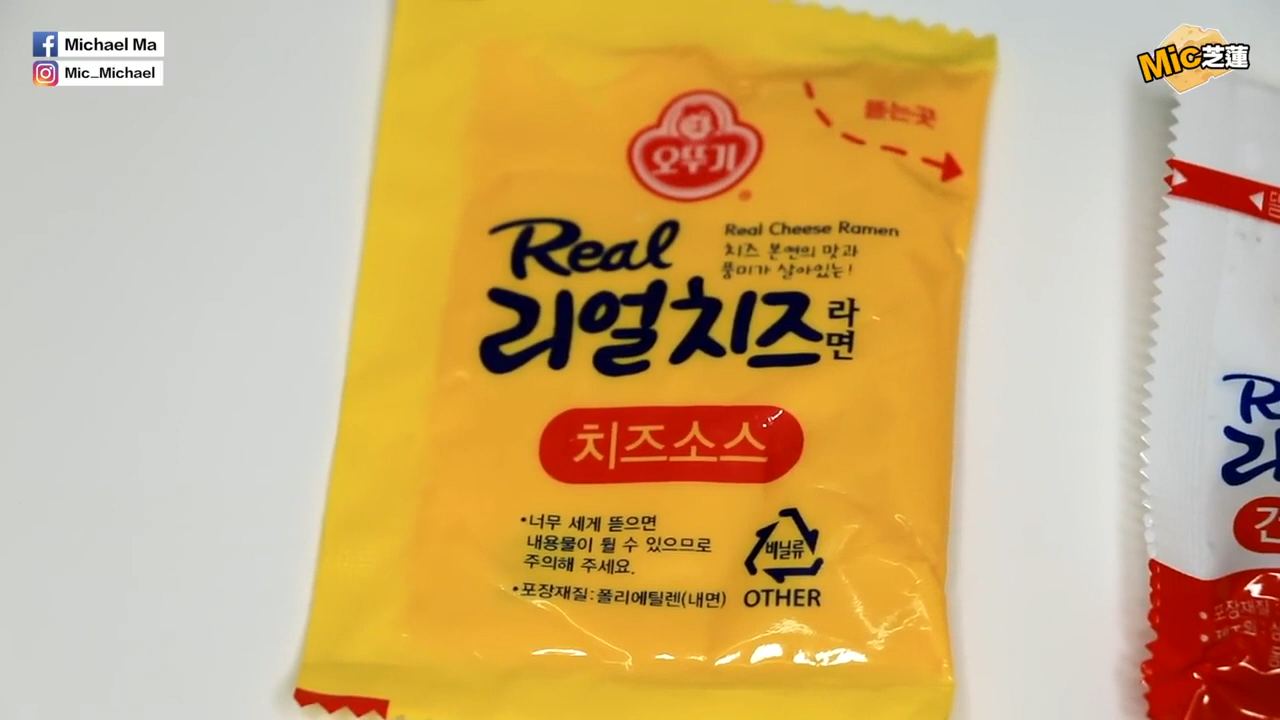 Michael Ma
Mic_Michael
Mic芝蓮
뜯는곳
오뚜기
Real
Real Cheese Ramen
치즈 본연의 맛과
풍미가 살아있는!
리얼치즈
라면
치즈소스
•너무 세게 뜯으면
내용물이 튈 수 있으므로
주의해 주세요.
•포장재질:폴리에틸렌(내면)
비닐류
OTHER
• 포장재질